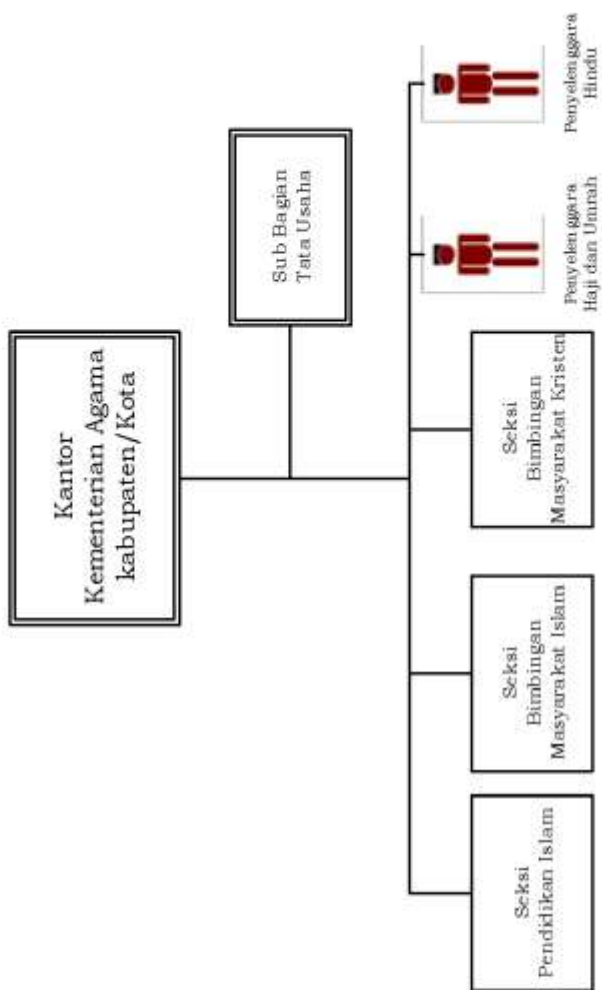 Kantor
Kementerian Agama
kabupaten/Kota
Sub Bagian
Tata Usaha
Seksi
Pendidikan Islam
Seksi
Bimbingan
Masyarakat Islam
Seksi
Bimbingan
Masyarakat Kristen
Penyelenggara
Haji dan Umrah
Penyelenggara
Hindu